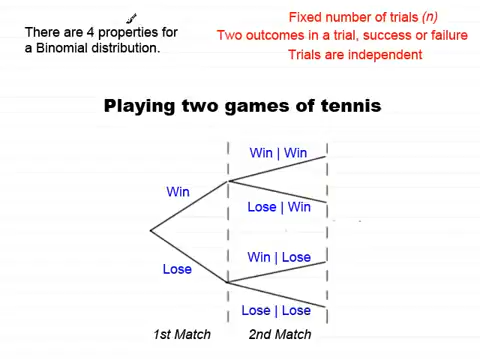 There are 4 properties for
a Binomial distribution.
Fixed number of trials (n)
Two outcomes in a trial, success or failure
Trials are independent
Playing two games of tennis
Win | Win
Win
Lose | Win
Win | Lose
Lose
Lose | Lose
1st Match
2nd Match